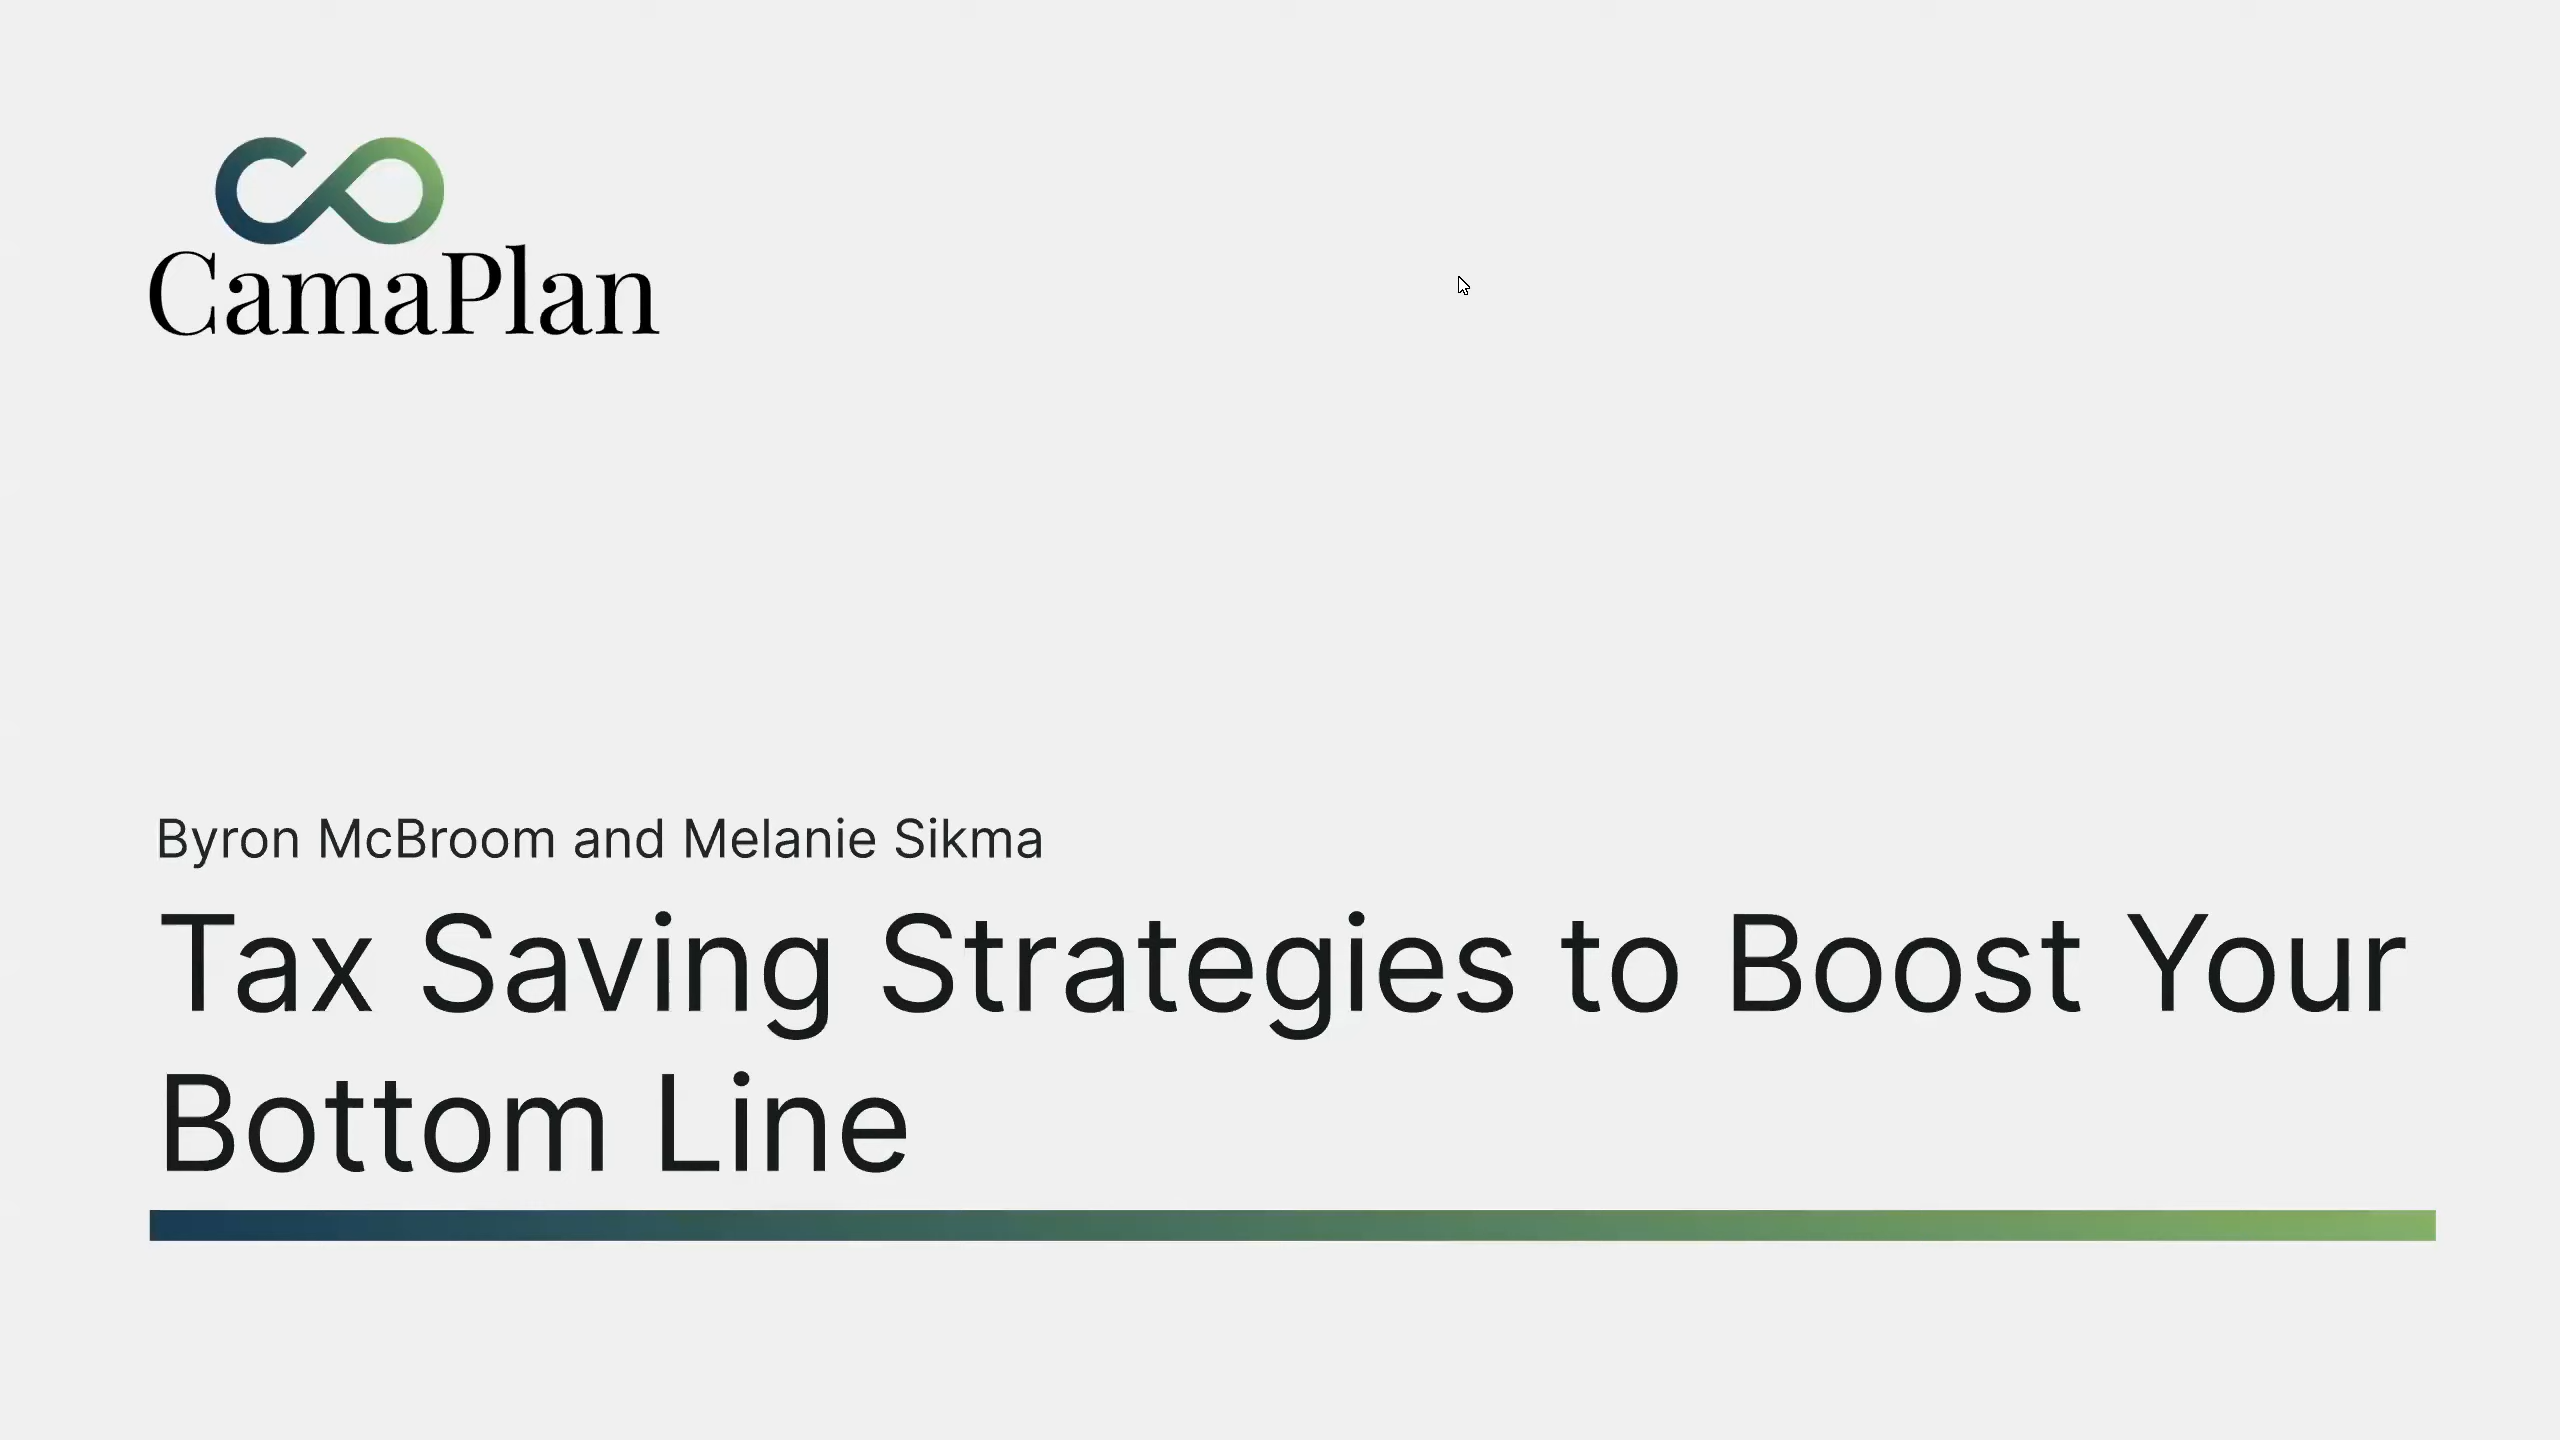 CamaPlan
Byron McBroom and Melanie Sikma
Tax Saving Strategies to Boost Your
Bottom Line